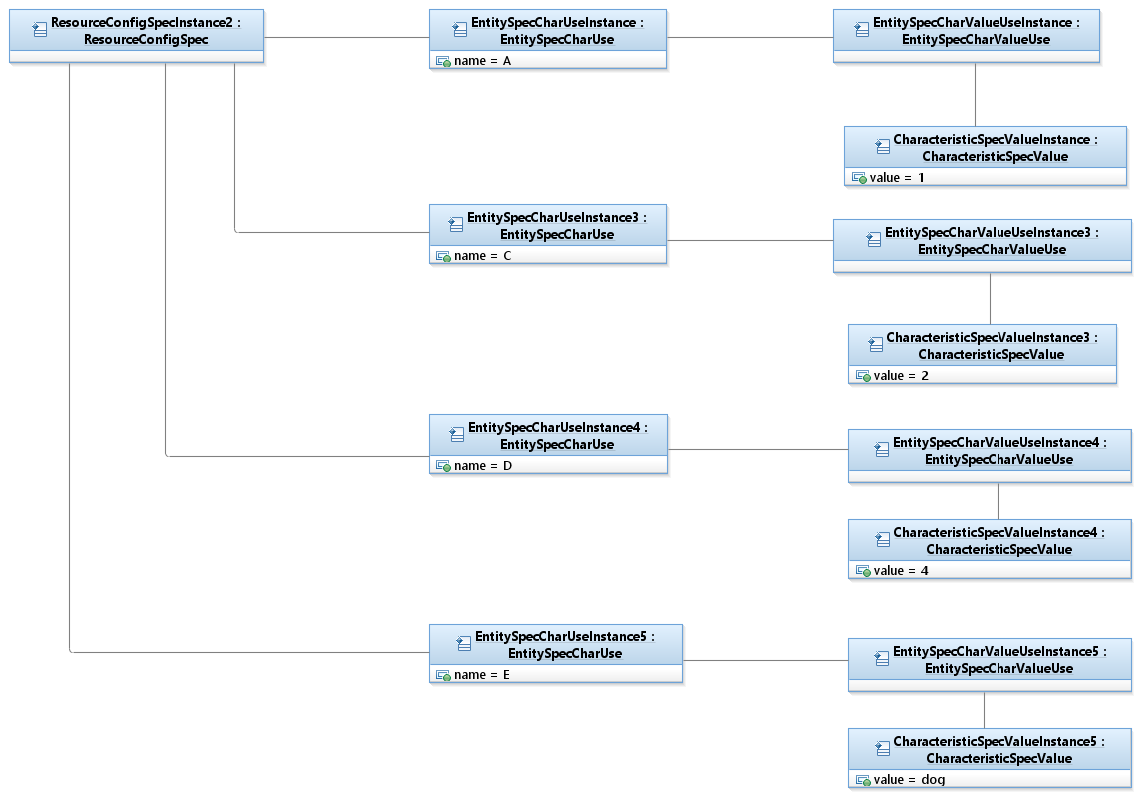 ResourceConfigSpecInstance2 :
ResourceConfigSpec
EntitySpecCharUseInstance :
EntitySpecCharUse
name = A
EntitySpecCharValueUseInstance :
EntitySpecCharValueUse
CharacteristicSpecValueInstance :
CharacteristicSpecValue
value = 1
EntitySpecCharUseInstance3 :
EntitySpecCharUse
name = C
EntitySpecCharValueUseInstance3 :
EntitySpecCharValueUse
CharacteristicSpecValueInstance3 :
CharacteristicSpecValue
value = 2
EntitySpecCharUseInstance4 :
EntitySpecCharUse
name = D
EntitySpecCharValueUseInstance4 :
EntitySpecCharValueUse
CharacteristicSpecValueInstance4 :
CharacteristicSpecValue
value = 4
EntitySpecCharUseInstance5 :
EntitySpecCharUse
name = E
EntitySpecCharValueUseInstance5 :
EntitySpecCharValueUse
CharacteristicSpecValueInstance5 :
CharacteristicSpecValue
value = dog